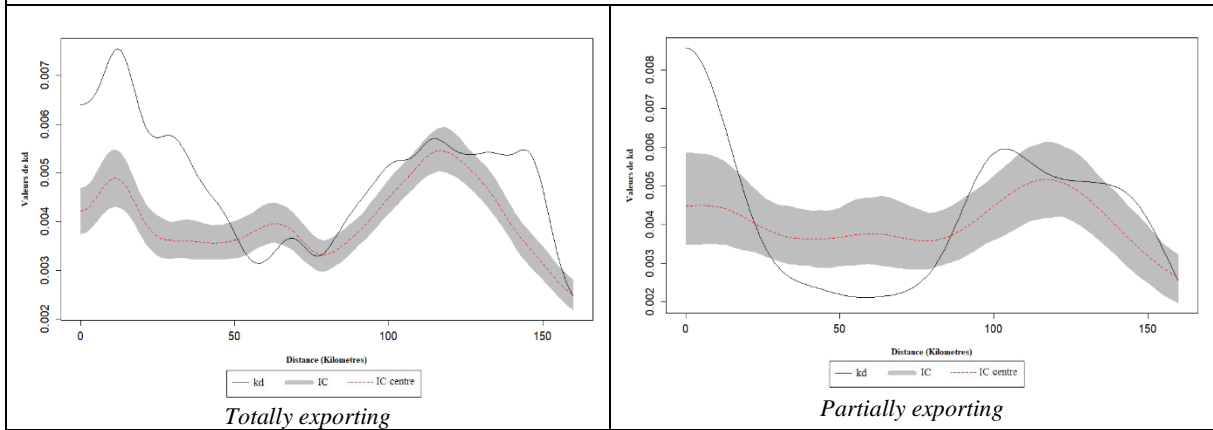 Valeurs de kd
0.007
0.006
0.005
0.004
0.003
0.002
0
50
100
150
Distance (Kilometres)
kd IC IC centre
Totally exporting
Valeurs de kd
0.008
0.007
0.006
0.005
0.004
0.003
0.002
0
50
100
150
Distance (Kilometres)
kd IC IC centre
Partially exporting